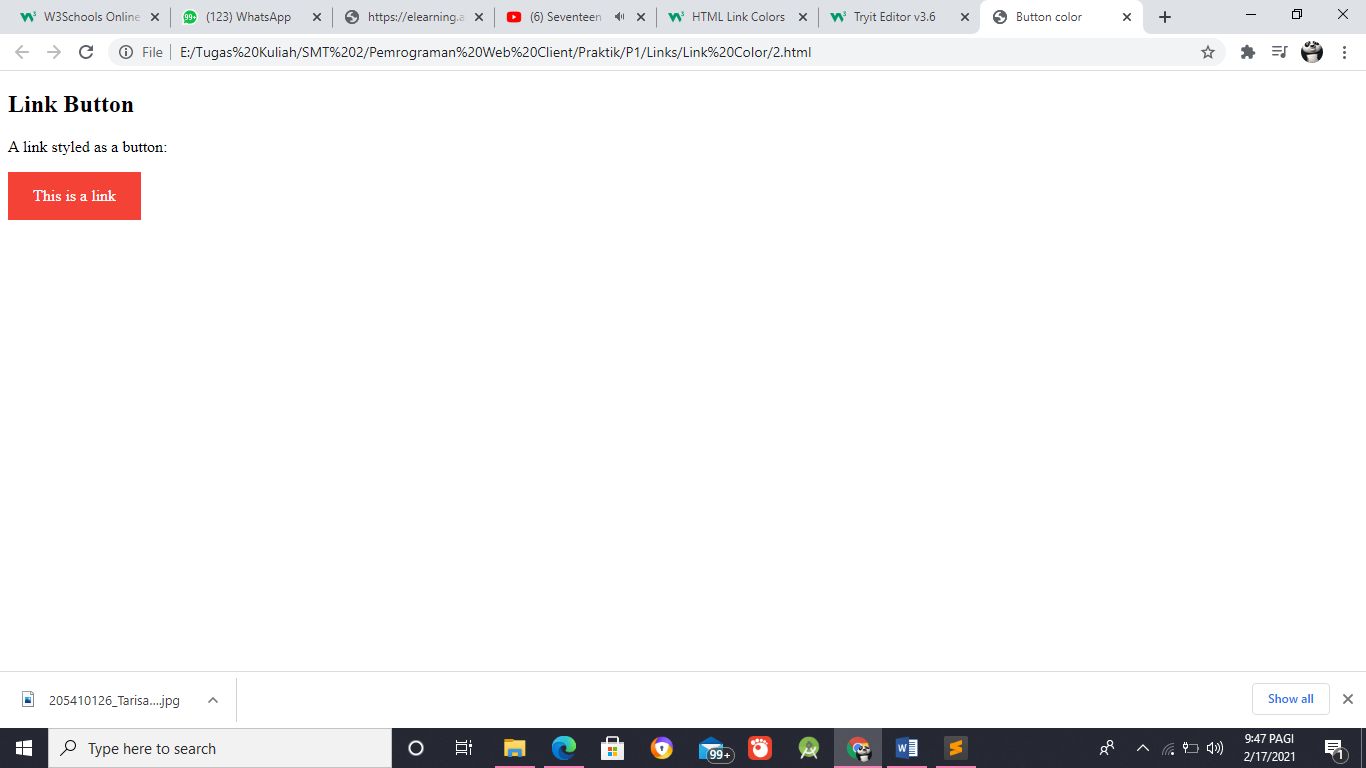 W3Schools Online
(123) WhatsApp
https://elearning.a
(6) Seventeen
HTML Link Colors
Tryit Editor v3.6
Button color
File
E:/Tugas%20Kuliah/SMT%202/Pemrograman%20Web%20Client/Praktik/P1/Links/Link%20Color/2.html
Link Button
A link styled as a button:
This is a link
205410126_Tarisa....jpg
Show all
Type here to search
99+
9:47 PAGI
2/17/2021
1